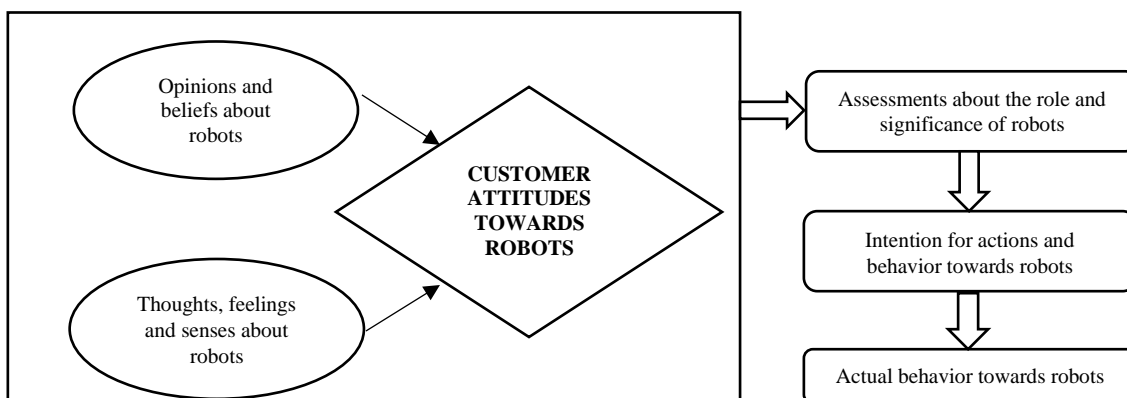 Opinions and
beliefs about
robots
Thoughts, feelings
and senses about
robots
CUSTOMER
ATTITUDES
TOWARDS
ROBOTS
Assessments about the role and
significance of robots
Intention for actions and
behavior towards robots
Actual behavior towards robots